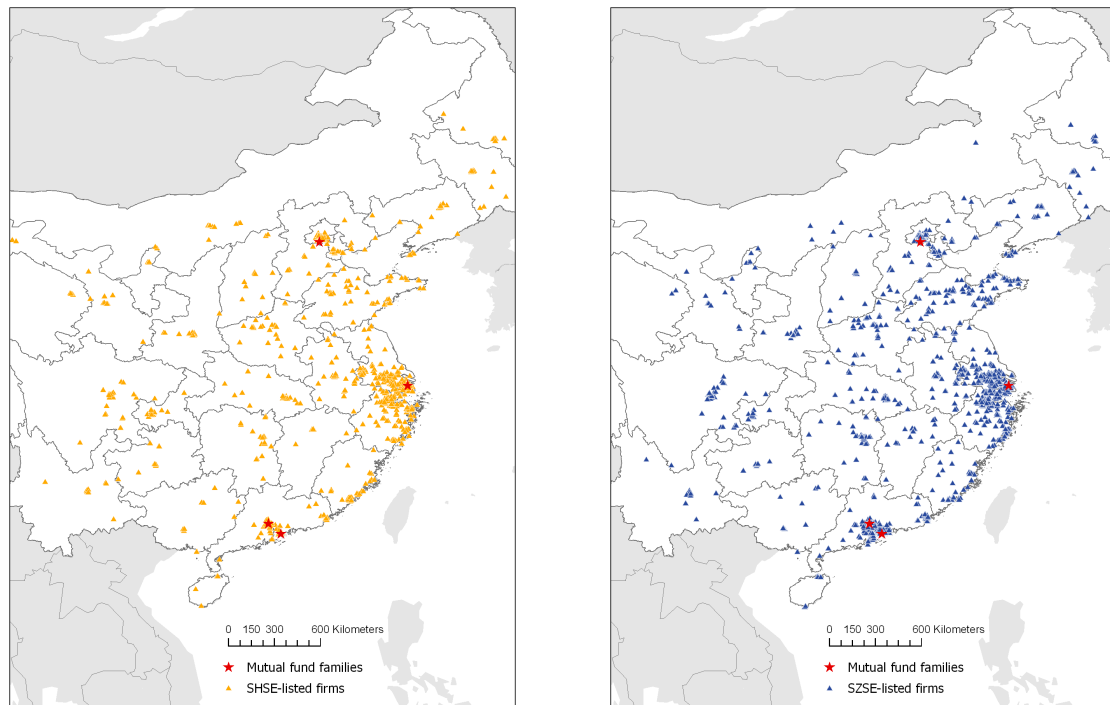 0 150 300 600 Kilometers
Mutual fund families
SHSE-listed firms
0 150 300 600 Kilometers
Mutual fund families
SZSE-listed firms